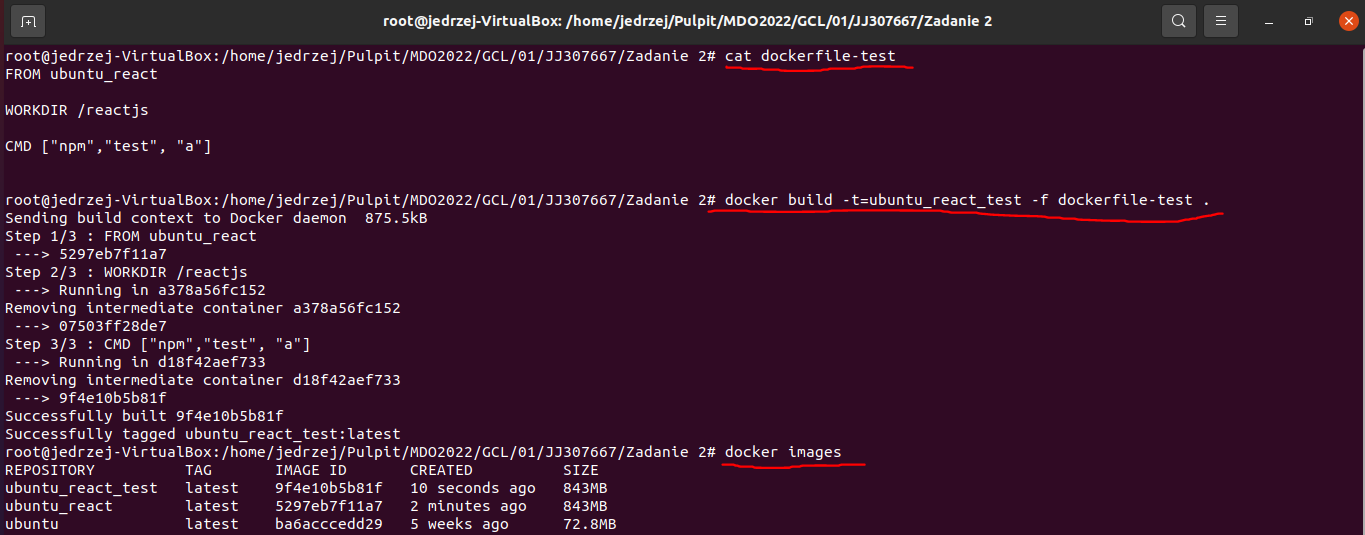 root@jedrzej-VirtualBox: /home/jedrzej/Pulpit/MDO2022/GCL/01/JJ307667/Zadanie 2
root@jedrzej-VirtualBox:/home/jedrzej/Pulpit/MDO2022/GCL/01/JJ307667/Zadanie 2# cat dockerfile-test
FROM ubuntu_react
WORKDIR /reactjs
CMD ["npm","test", "a"]
root@jedrzej-VirtualBox:/home/jedrzej/Pulpit/MDO2022/GCL/01/JJ307667/Zadanie 2# docker build -t=ubuntu_react_test -f dockerfile-test .
Sending build context to Docker daemon  875.5kB
Step 1/3 : FROM ubuntu_react
 ---> 5297eb7f11a7
Step 2/3 : WORKDIR /reactjs
 ---> Running in a378a56fc152
Removing intermediate container a378a56fc152
 ---> 07503ff28de7
Step 3/3 : CMD ["npm","test", "a"]
 ---> Running in d18f42aef733
Removing intermediate container d18f42aef733
 ---> 9f4e10b5b81f
Successfully built 9f4e10b5b81f
Successfully tagged ubuntu_react_test:latest
root@jedrzej-VirtualBox:/home/jedrzej/Pulpit/MDO2022/GCL/01/JJ307667/Zadanie 2# docker images
REPOSITORY          TAG       IMAGE ID       CREATED          SIZE
ubuntu_react_test   latest    9f4e10b5b81f   10 seconds ago   843MB
ubuntu_react        latest    5297eb7f11a7   2 minutes ago    843MB
ubuntu              latest    ba6acccedd29   5 weeks ago      72.8MB